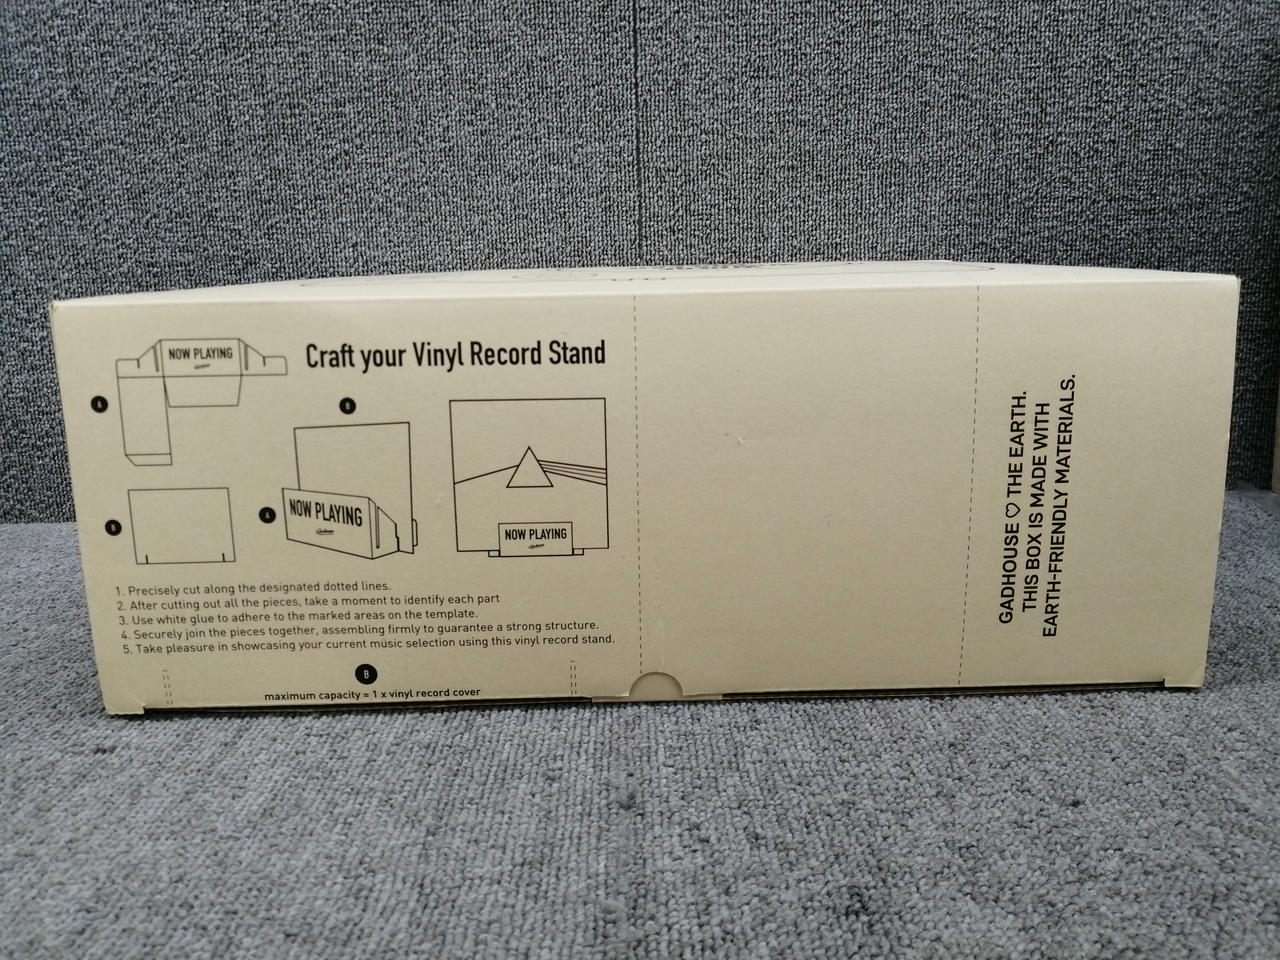 Craft your Vinyl Record Stand
NOW PLAYING
A
B
B
A
NOW PLAYING
NOW PLAYING
1. Precisely cut along the designated dotted lines.
2. After cutting out all the pieces, take a moment to identify each part
3. Use white glue to adhere to the marked areas on the template.
4. Securely join the pieces together, assembling firmly to guarantee a strong structure.
5. Take pleasure in showcasing your current music selection using this vinyl record stand.
B
maximum capacity = 1 x vinyl record cover
GADHOUSE ♡ THE EARTH.
THIS BOX IS MADE WITH
EARTH-FRIENDLY MATERIALS.